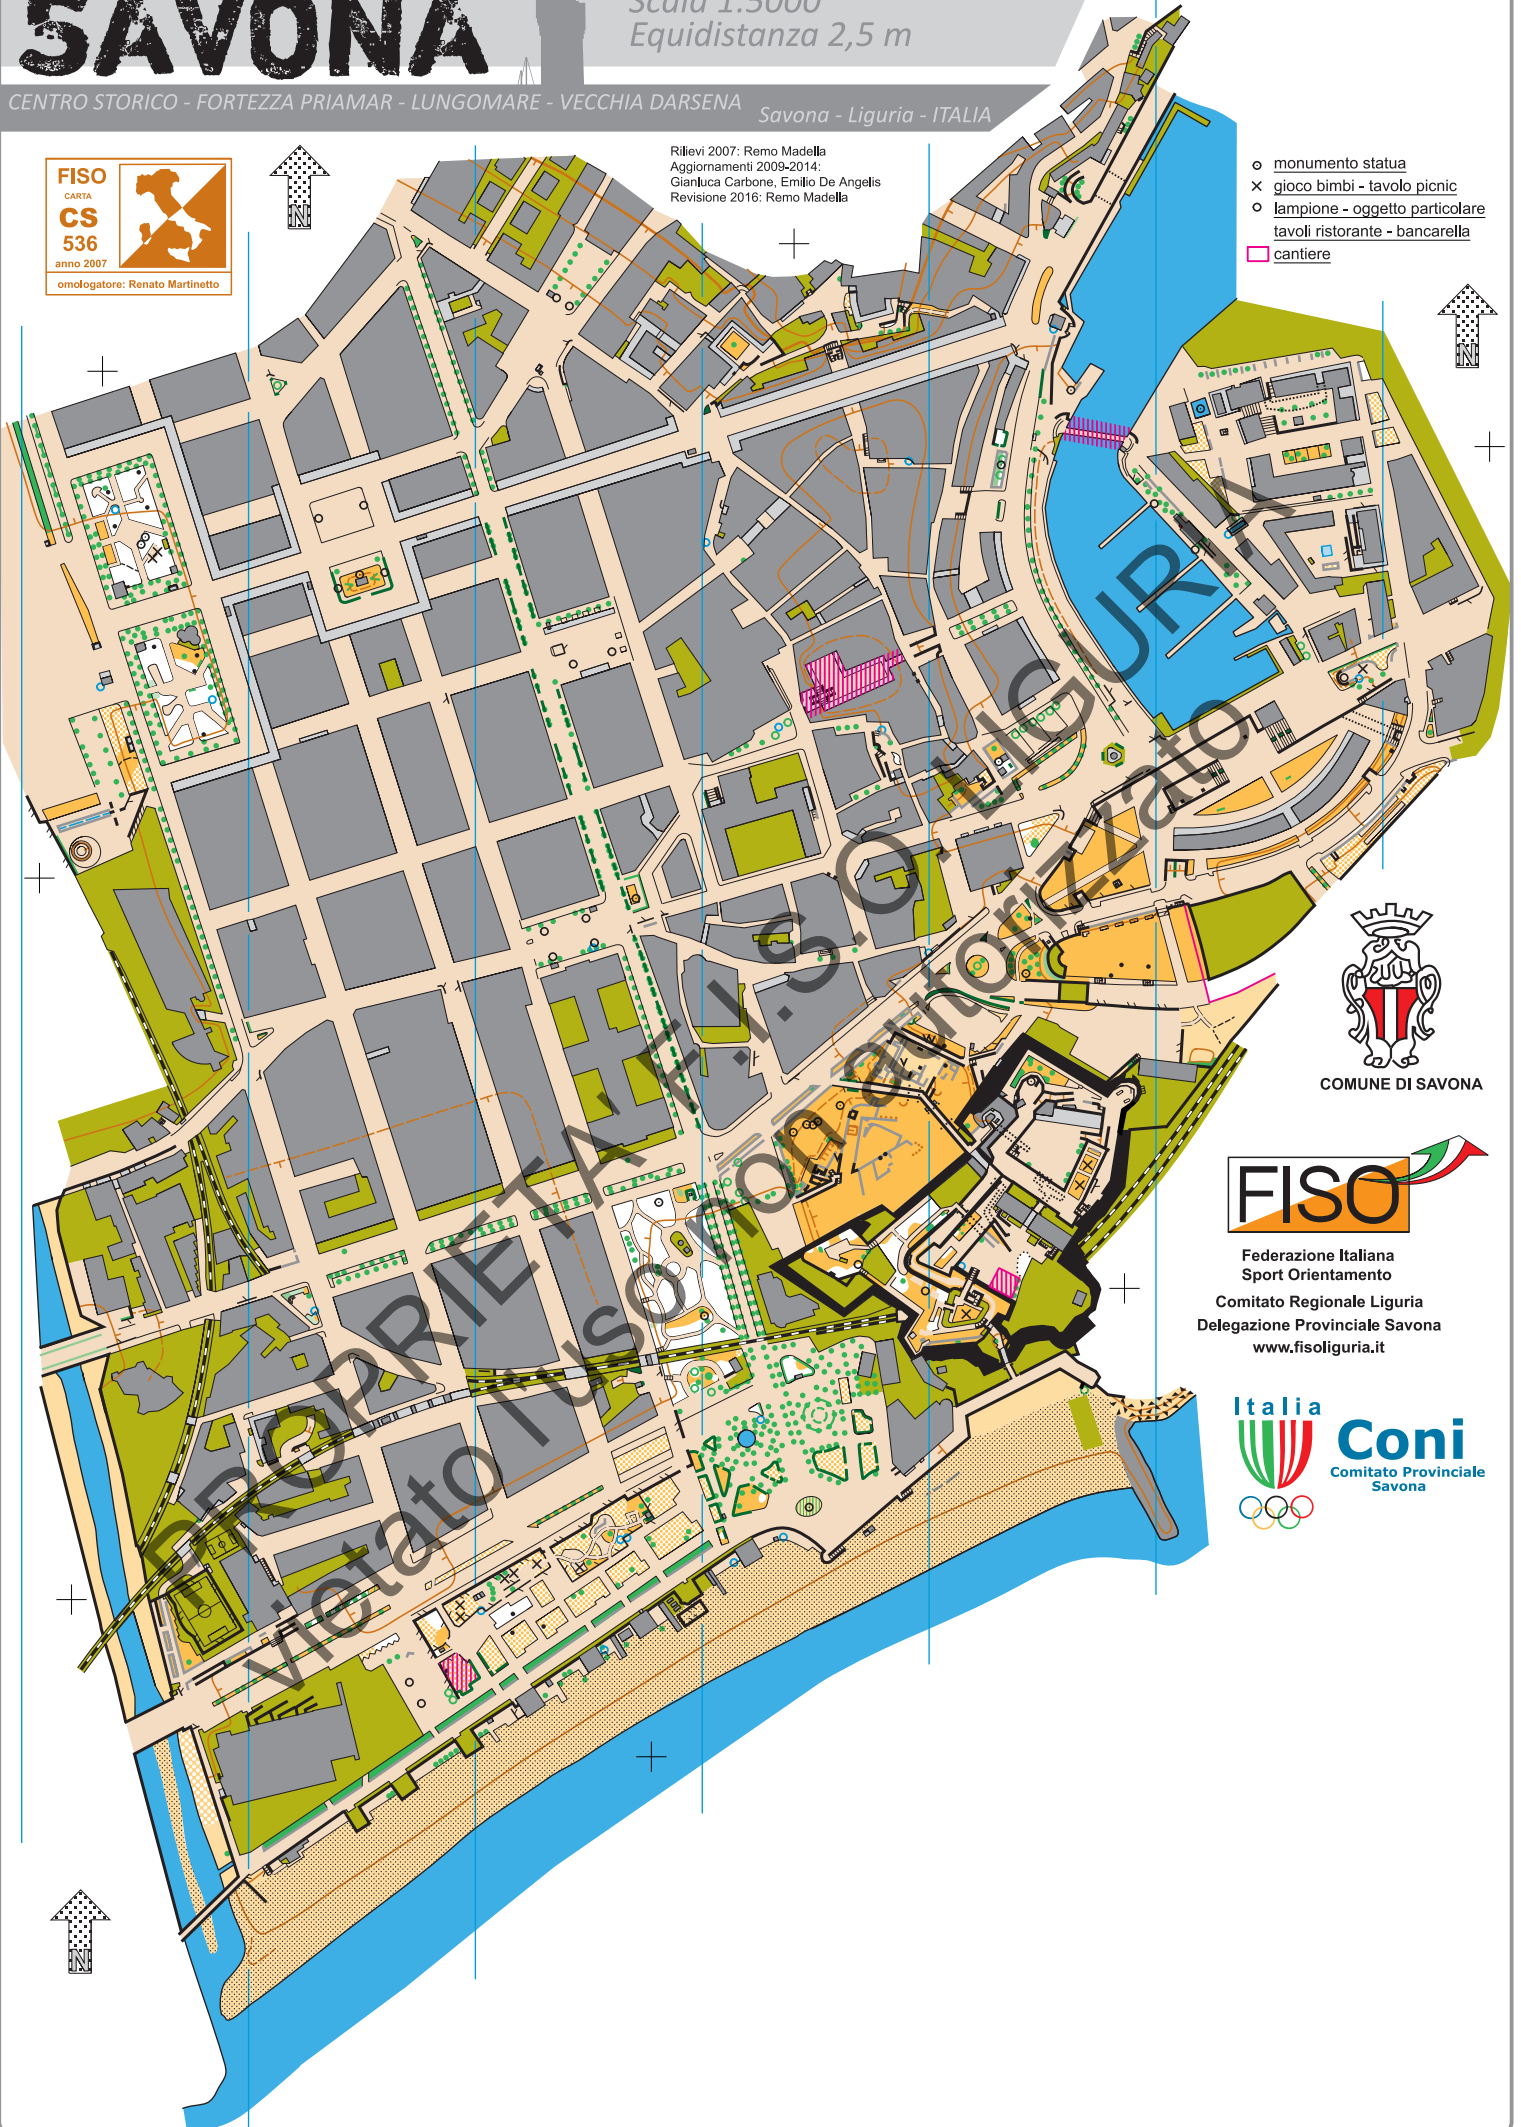 SAVONA
Scala 1:5000
Equidistanza 2,5 m
CENTRO STORICO - FORTEZZA PRIAMAR - LUNGOMARE - VECCHIA DARSENA
Savona - Liguria - ITALIA
FISO
CARTA
CS
536
anno 2007
omologatore: Renato Martinetto
N
Rilievi 2007: Remo Madella
Aggiornamenti 2009-2014:
Gianluca Carbone, Emilio De Angelis
Revisione 2016: Remo Madella
monumento statua
gioco bimbi - tavolo picnic
lampione - oggetto particolare
tavoli ristorante - bancarella
cantiere
N
PROPRIETA' F.I.S.O. LIGURIA
vietato l'uso non autorizzato
COMUNE DI SAVONA
FISO
Federazione Italiana
Sport Orientamento
Comitato Regionale Liguria
Delegazione Provinciale Savona
www.fisoliguria.it
Italia
Coni
Comitato Provinciale
Savona
N